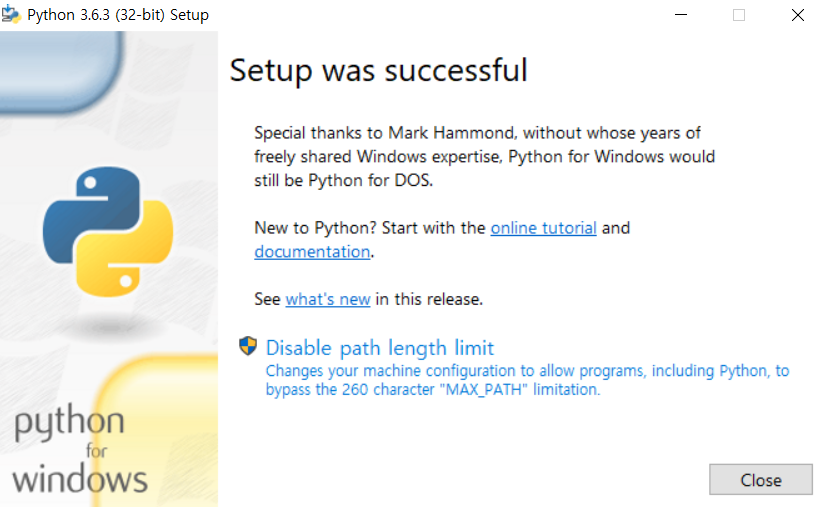 Python 3.6.3 (32-bit) Setup
Setup was successful
Special thanks to Mark Hammond, without whose years of
freely shared Windows expertise, Python for Windows would
still be Python for DOS.
New to Python? Start with the online tutorial and
documentation.
See what's new in this release.
Disable path length limit
Changes your machine configuration to allow programs, including Python, to
bypass the 260 character "MAX_PATH" limitation.
python
for
windows
Close